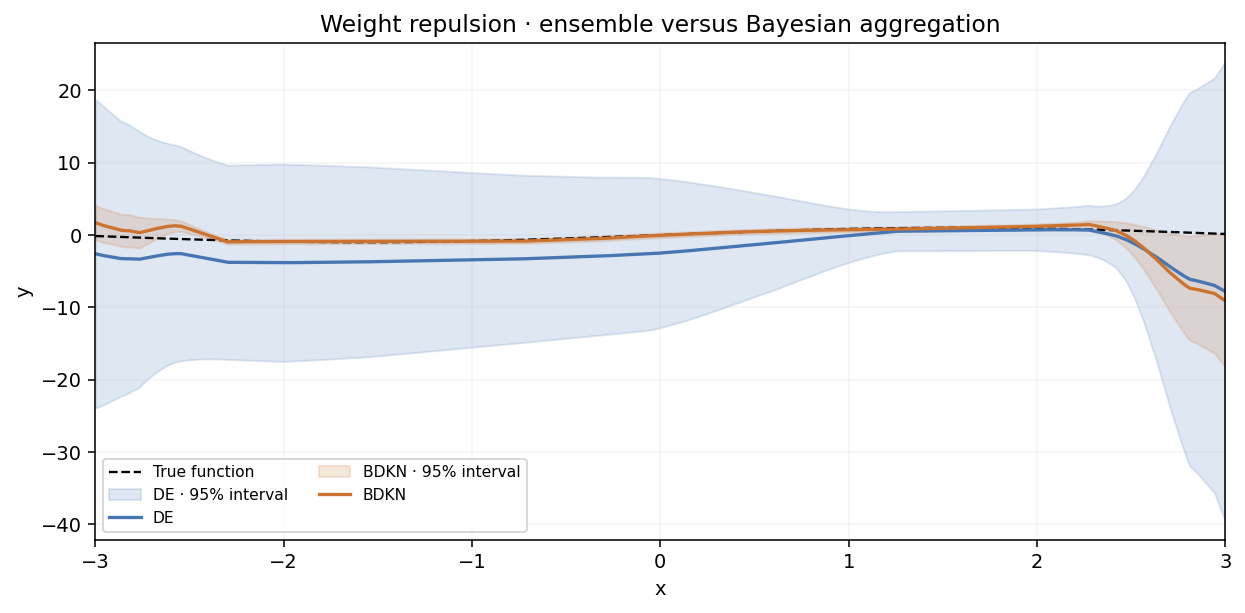 Weight repulsion · ensemble versus Bayesian aggregation
y
20
10
0
−10
−20
−30
−40
True function
DE · 95% interval
DE
BDKN · 95% interval
BDKN
−3 −2 −1 0 1 2 3
x